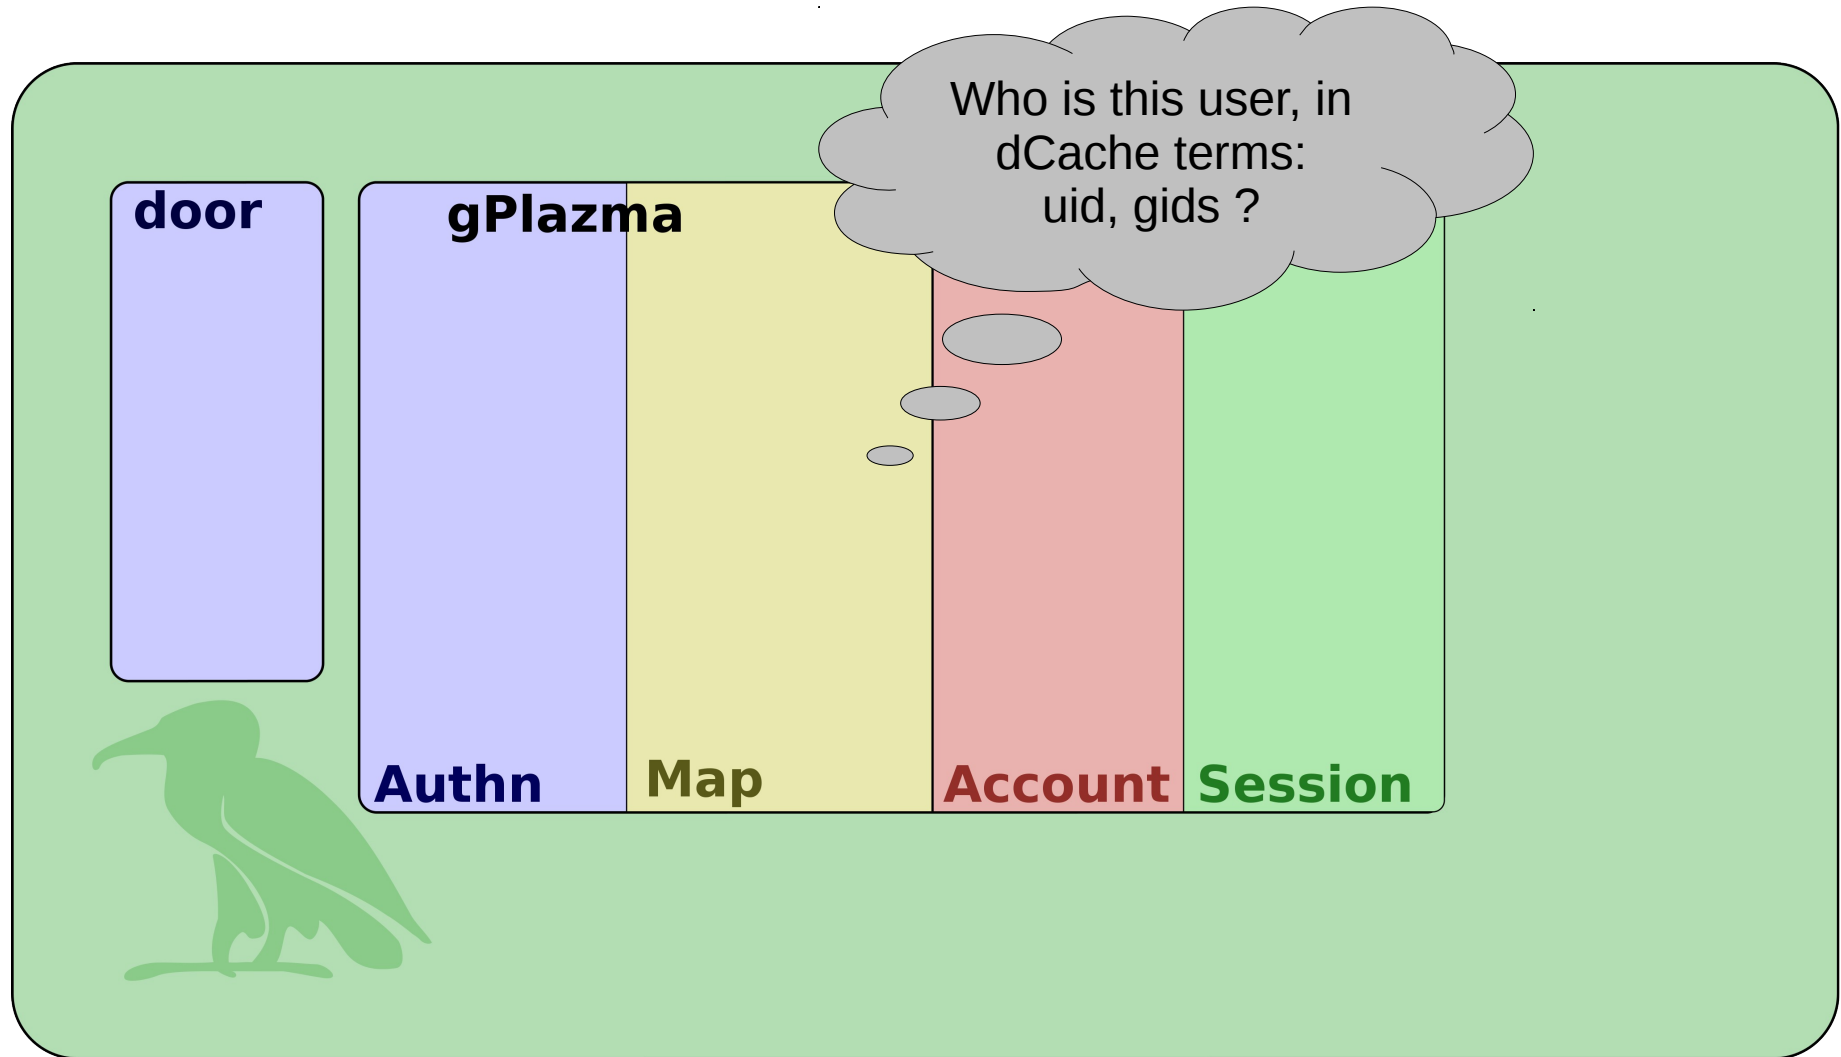 Who is this user, in
dCache terms:
uid, gids ?
door
gPlazma
Authn
Map
Account
Session